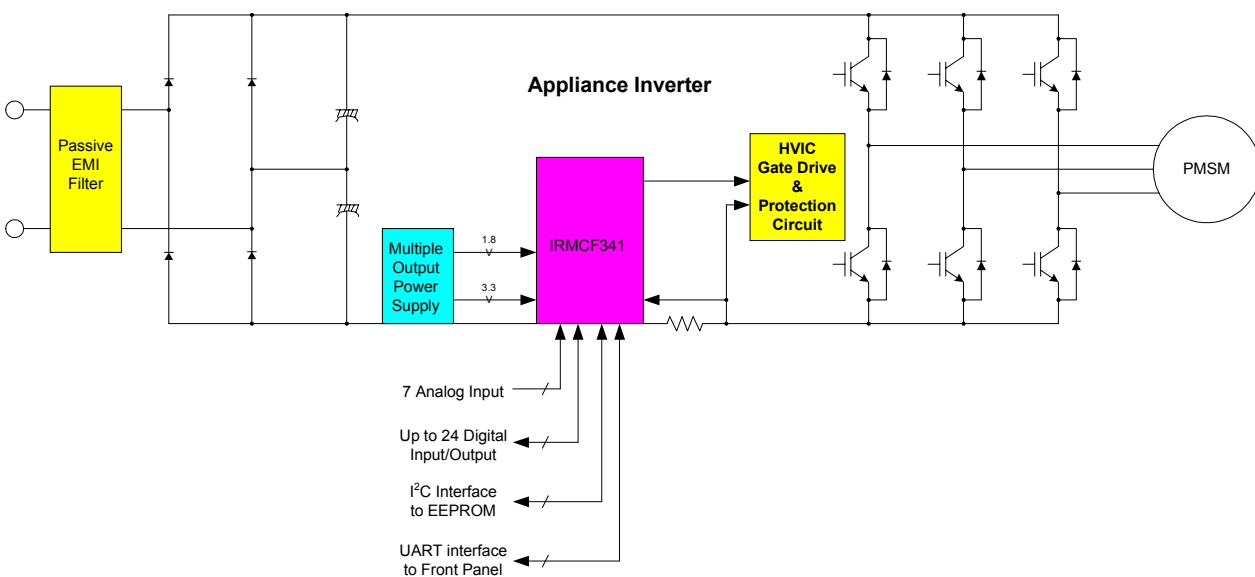 Appliance Inverter
Passive
EMI
Filter
HVIC
Gate Drive
&
Protection
Circuit
PMSM
IRMCF341
Multiple
Output
Power
Supply
1.8
V
3.3
V
7 Analog Input
Up to 24 Digital
Input/Output
I²C Interface
to EEPROM
UART interface
to Front Panel